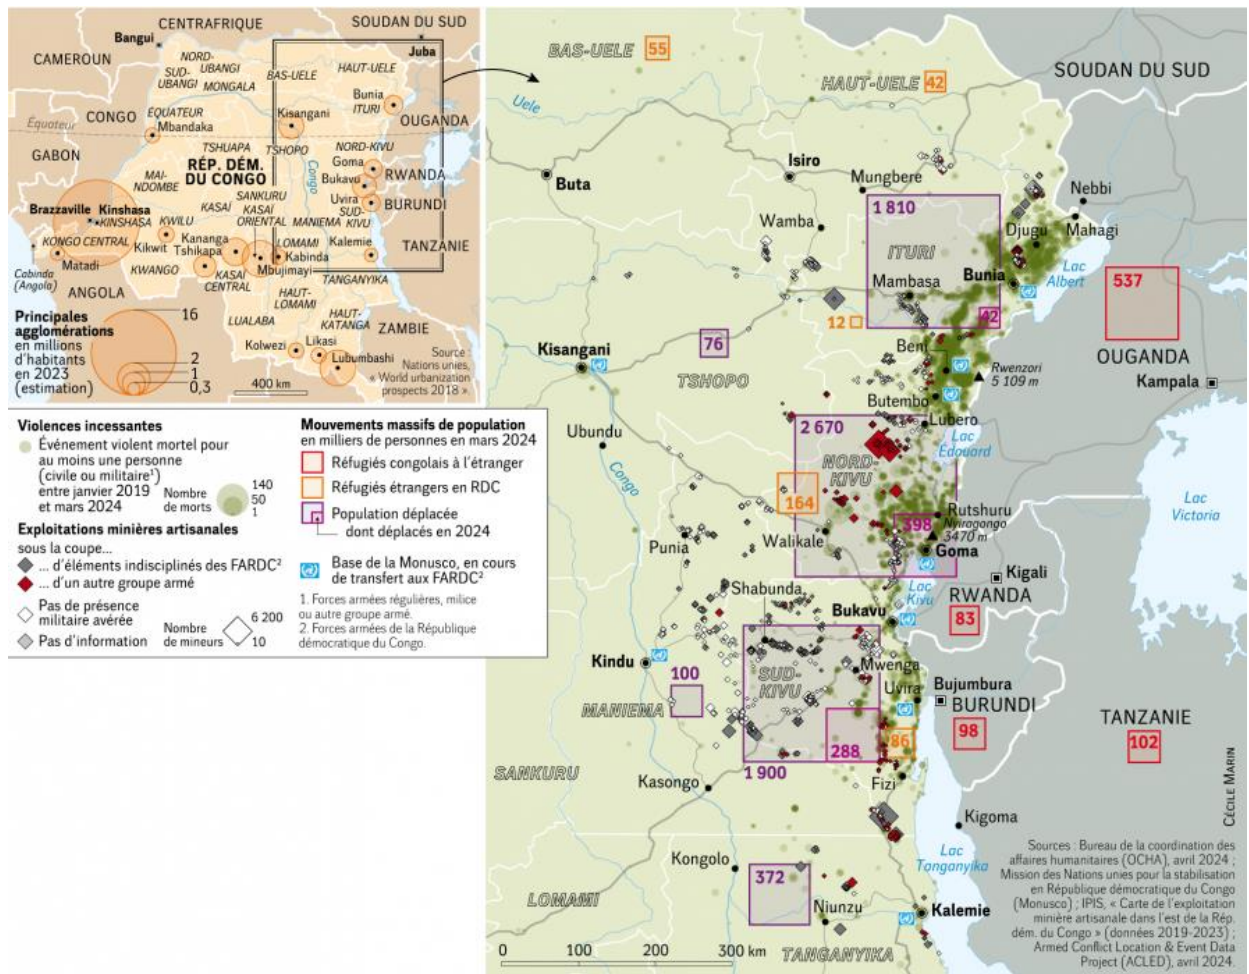 CENTRAFRIQUE
SOUDAN DU SUD
Bangui
Juba
CAMEROUN
NORD-
UBANGI
SUD-
UBANGI
MONGALA
BAS-UELE
HAUT-UELE
Bunia
ITURI
CONGO
ÉQUATEUR
Mbandaka
Kisangani
OUGANDA
Équateur
TSHUAPA
TSHOPO
NORD-KIVU
GABON
RÉP. DÉM.
DU CONGO
Congo
Goma
RWANDA
MAI-
NDOMBE
Bukavu
SANKURU
Uvira
BURUNDI
Brazzaville
Kinshasa
KINSHASA
KWILU
KASAÏ
KASAÏ
ORIENTAL
MANIEMA
SUD-
KIVU
KONGO CENTRAL
Kikwit
Kananga
Tshikapa
LOMAMI
Kabinda
Kalemie
TANZANIE
Matadi
KWANGO
KASAÏ
CENTRAL
Mbujimayi
TANGANYIKA
Cabinda
(Angola)
ANGOLA
HAUT-
LOMAMI
LUALABA
HAUT-
KATANGA
ZAMBIE
Kolwezi
Likasi
Lubumbashi
Principales
agglomérations
en millions
d'habitants
en 2023
(estimation)
16
2
1
0,3
400 km
Source :
Nations unies,
« World urbanization
prospects 2018 ».
Violences incessantes
Événement violent mortel pour
au moins une personne
(civile ou militaire¹)
entre janvier 2019
et mars 2024
Nombre
de morts
140
50
1
Exploitations minières artisanales
sous la coupe...
... d'éléments indisciplinés des FARDC²
... d'un autre groupe armé
Pas de présence
militaire avérée
Pas d'information
Nombre
de mineurs
6 200
10
Mouvements massifs de population
en milliers de personnes en mars 2024
Réfugiés congolais à l'étranger
Réfugiés étrangers en RDC
Population déplacée
dont déplacés en 2024
Base de la Monusco, en cours
de transfert aux FARDC²
1. Forces armées régulières, milice
ou autre groupe armé.
2. Forces armées de la République
démocratique du Congo.
BAS-UELE
55
HAUT-UELE
42
SOUDAN DU SUD
Uele
Buta
Isiro
Mungbere
Nebbi
1 810
Wamba
Djugu
Mahagi
ITURI
Bunia
Lac
Albert
537
Mambasa
12
42
76
Kisangani
Beni
TSHOPO
Rwenzori
5 109 m
OUGANDA
Kampala
Butembo
2 670
Lubero
Ubundu
Lac
Édouard
NORD-
KIVU
Congo
164
Rutshuru
398
Nyiragongo
3470 m
Lac
Victoria
Punia
Walikale
Goma
Kigali
Shabunda
Lac
Kivu
RWANDA
83
Bukavu
Kindu
SUD-
KIVU
Mwenga
100
Uvira
Bujumbura
BURUNDI
98
MANIEMA
TANZANIE
102
288
86
1 900
SANKURU
Kasongo
Fizi
Kigoma
Lac
Tanganyika
Kongolo
372
LOMAMI
Niunzu
Kalemie
TANGANYIKA
0
100
200
300 km
CÉCILE MARIN
Sources : Bureau de la coordination des
affaires humanitaires (OCHA), avril 2024 ;
Mission des Nations unies pour la stabilisation
en République démocratique du Congo
(Monusco) ; IPIS, « Carte de l'exploitation
minière artisanale dans l'est de la Rép.
dém. du Congo » (données 2019-2023) ;
Armed Conflict Location & Event Data
Project (ACLED), avril 2024.